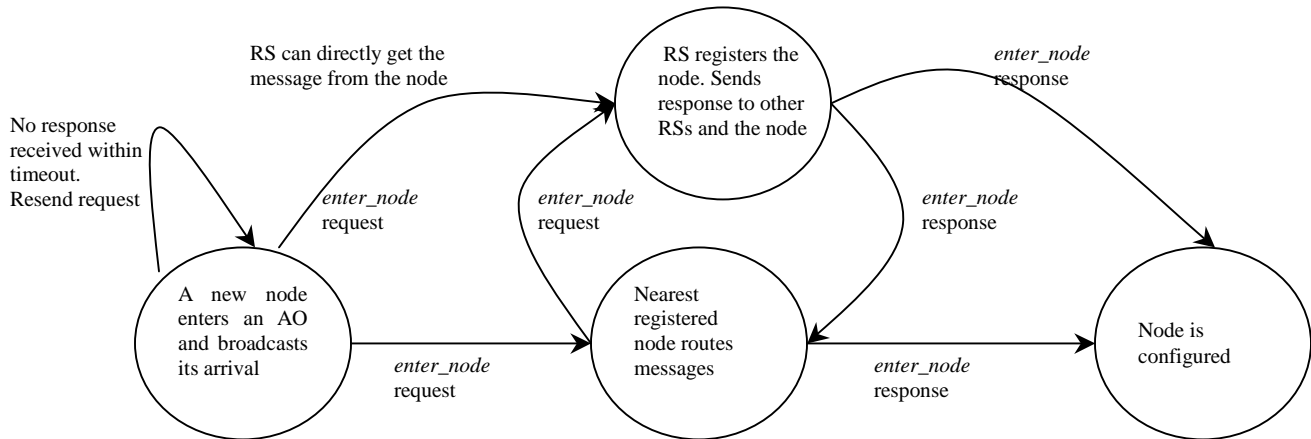 RS can directly get the
message from the node
RS registers the
node. Sends
response to other
RSs and the node
enter_node
response
No response
received within
timeout.
Resend request
enter_node
request
enter_node
request
enter_node
response
A new node
enters an AO
and broadcasts
its arrival
Nearest
registered
node routes
messages
Node is
configured
enter_node
request
enter_node
response